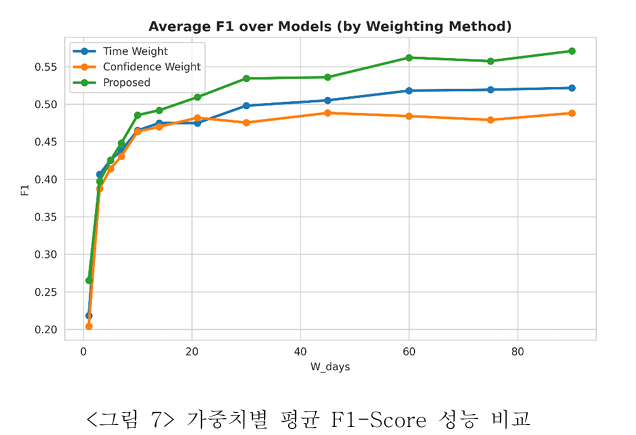 Average F1 over Models (by Weighting Method)
Time Weight
Confidence Weight
Proposed
F1
0.55
0.50
0.45
0.40
0.35
0.30
0.25
0.20
0 20 40 60 80
W_days
<그림 7> 가중치별 평균 F1-Score 성능 비교